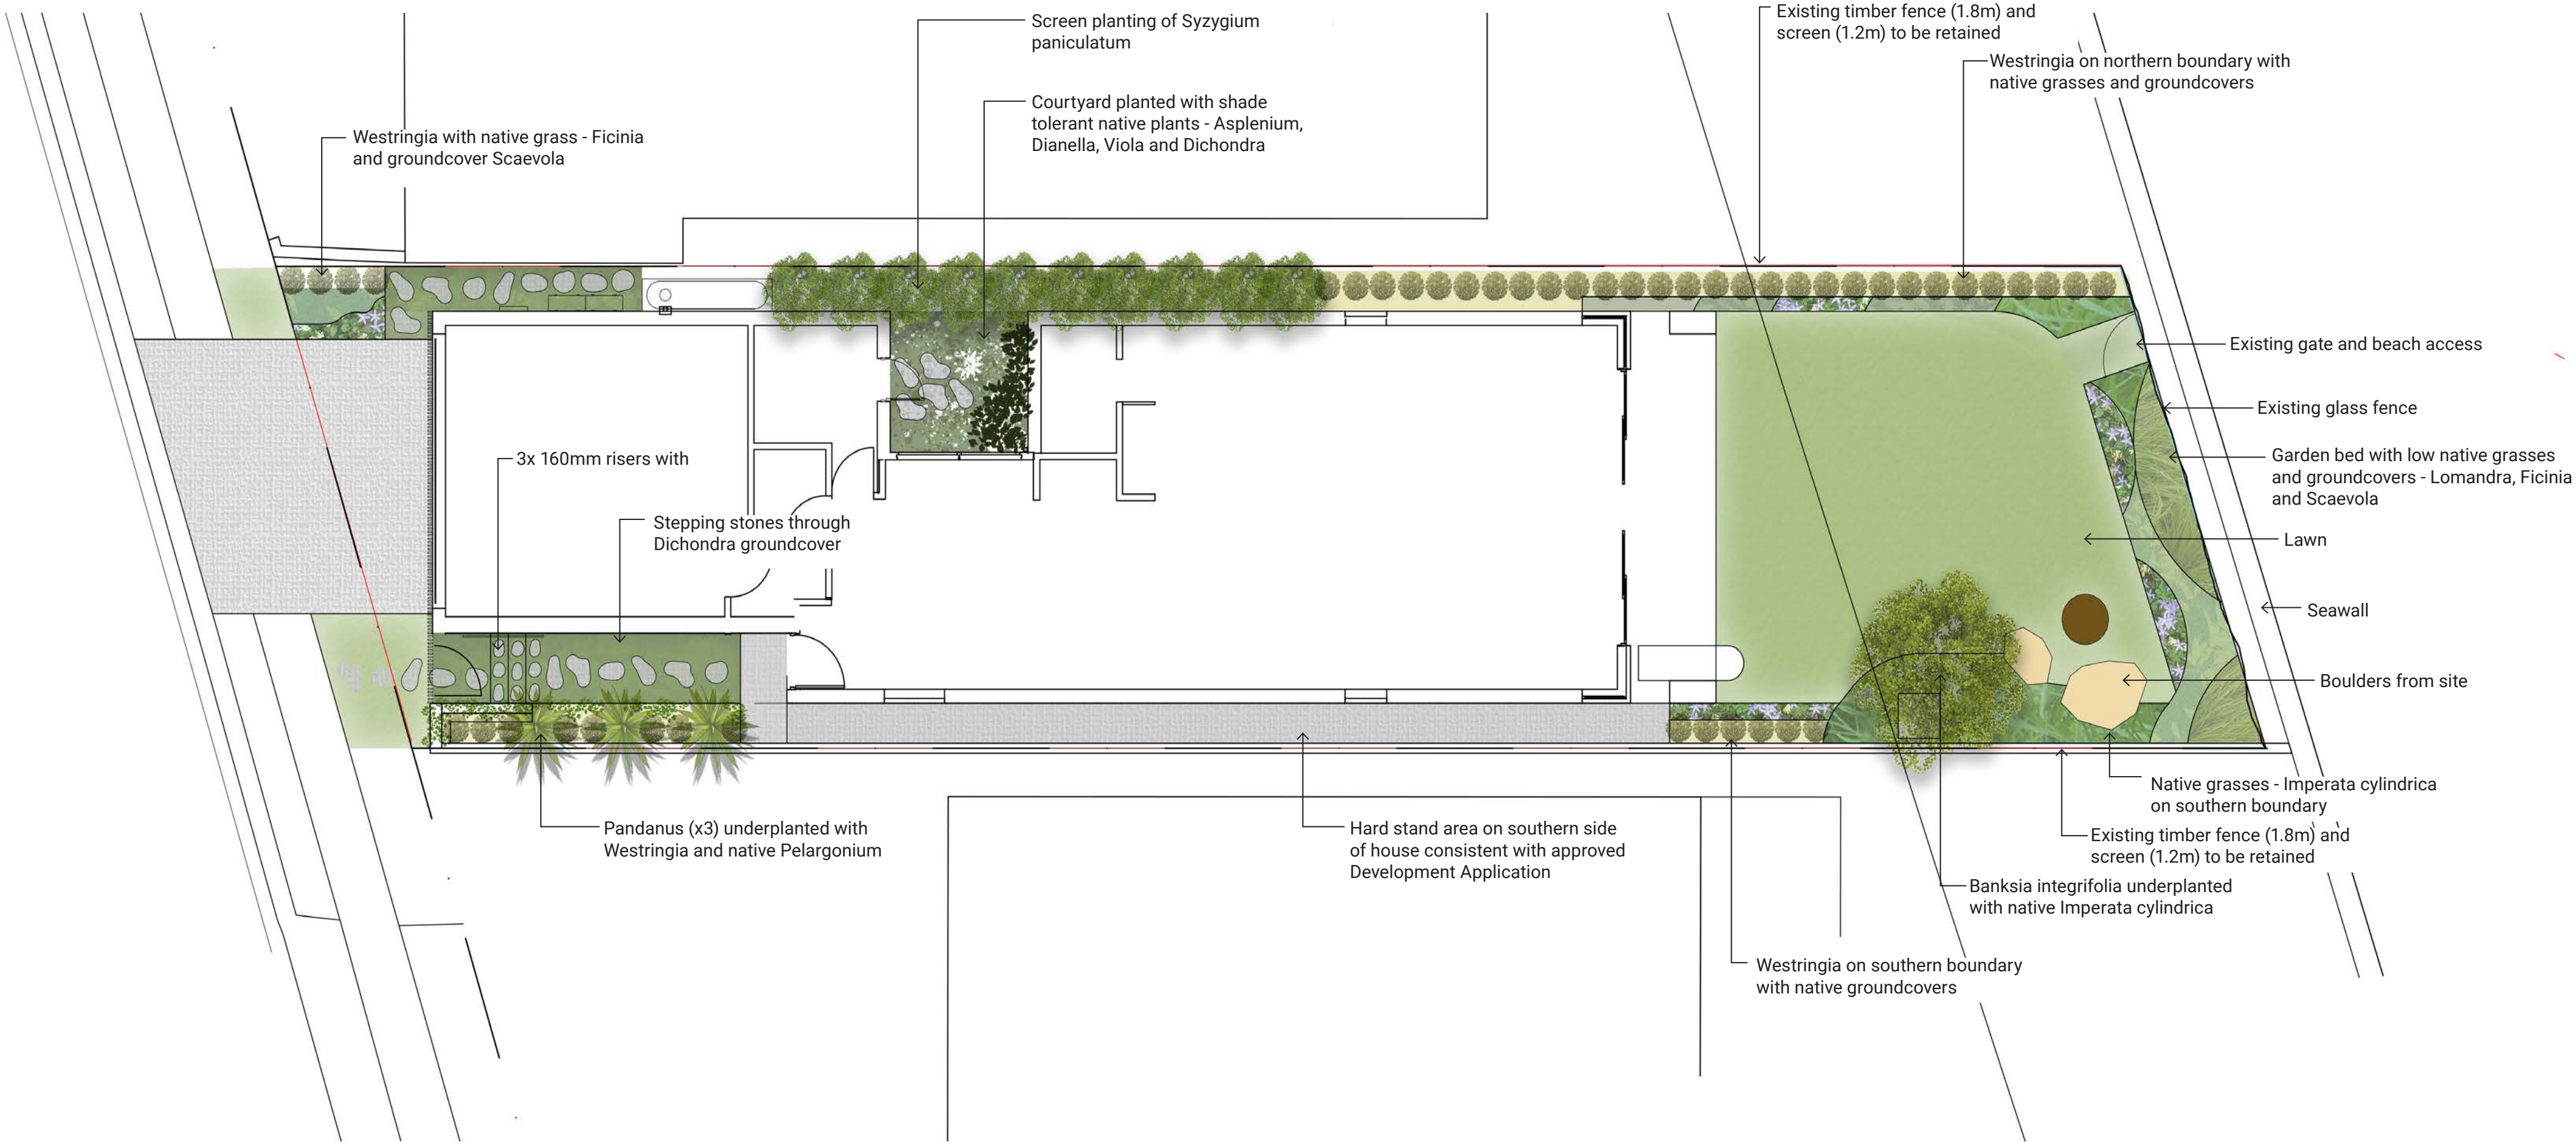 Screen planting of Syzygium
paniculatum
Existing timber fence (1.8m) and
screen (1.2m) to be retained
Westringia on northern boundary with
native grasses and groundcovers
Courtyard planted with shade
tolerant native plants - Asplenium,
Dianella, Viola and Dichondra
Westringia with native grass - Ficinia
and groundcover Scaevola
Existing gate and beach access
Existing glass fence
Garden bed with low native grasses
and groundcovers - Lomandra, Ficinia
and Scaevola
3x 160mm risers with
Stepping stones through
Dichondra groundcover
Lawn
Seawall
Boulders from site
Native grasses - Imperata cylindrica
on southern boundary
Pandanus (x3) underplanted with
Westringia and native Pelargonium
Hard stand area on southern side
of house consistent with approved
Development Application
Existing timber fence (1.8m) and
screen (1.2m) to be retained
Banksia integrifolia underplanted
with native Imperata cylindrica
Westringia on southern boundary
with native groundcovers